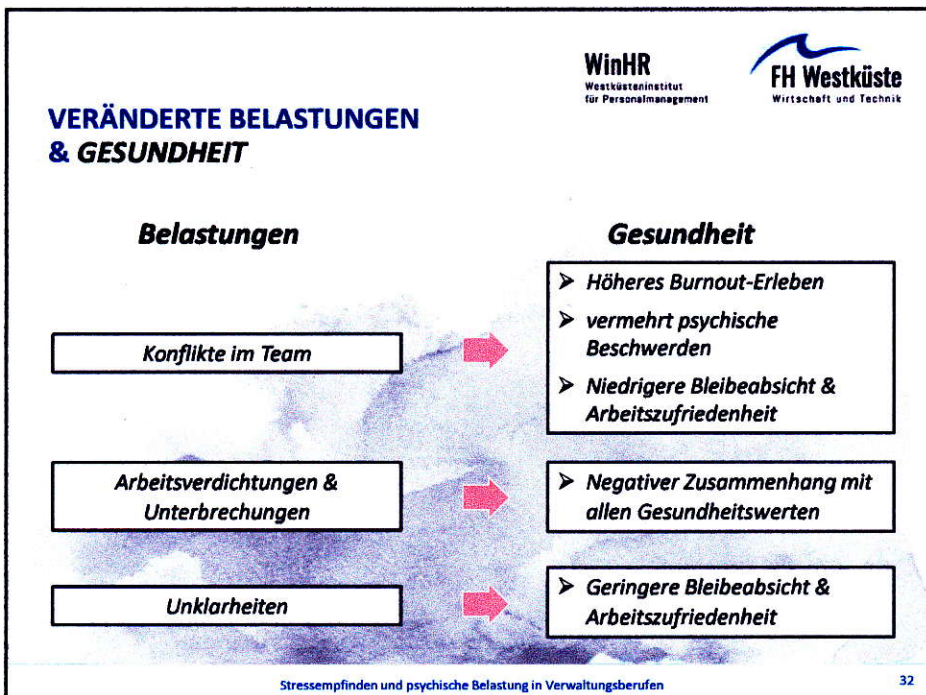 WinHR
Westküsteninstitut
für Personalmanagement
FH Westküste
Wirtschaft und Technik
VERÄNDERTE BELASTUNGEN
& GESUNDHEIT
Belastungen
Gesundheit
Konflikte im Team
➤ Höheres Burnout-Erleben
➤ vermehrt psychische
Beschwerden
➤ Niedrigere Bleibeabsicht &
Arbeitszufriedenheit
Arbeitsverdichtungen &
Unterbrechungen
➤ Negativer Zusammenhang mit
allen Gesundheitswerten
Unklarheiten
➤ Geringere Bleibeabsicht &
Arbeitszufriedenheit
Stressempfinden und psychische Belastung in Verwaltungsberufen
32